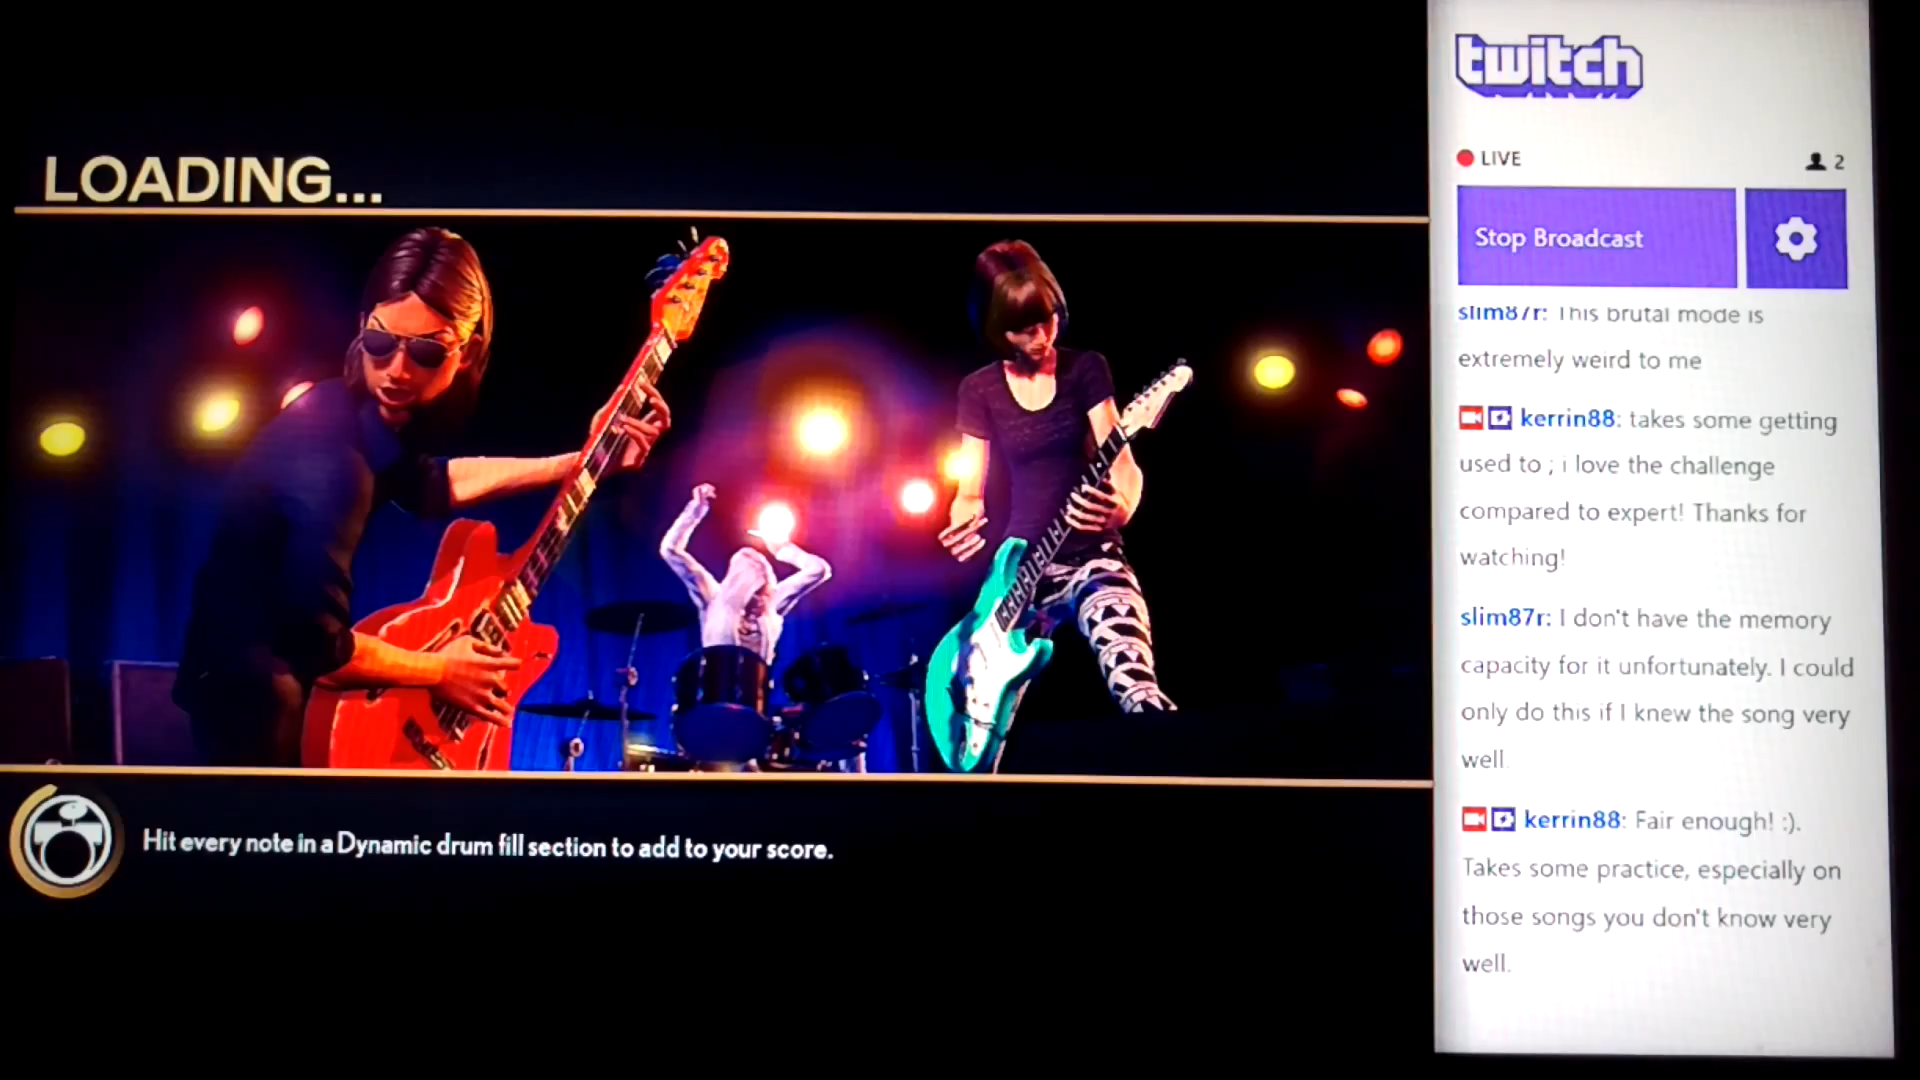 LOADING...
Hit every note in a Dynamic drum fill section to add to your score.
twitch
LIVE
2
Stop Broadcast
slim87r: This brutal mode is
extremely weird to me
kerrin88: takes some getting
used to ; i love the challenge
compared to expert! Thanks for
watching!
slim87r: I don't have the memory
capacity for it unfortunately. I could
only do this if I knew the song very
well.
kerrin88: Fair enough! :).
Takes some practice, especially on
those songs you don't know very
well.